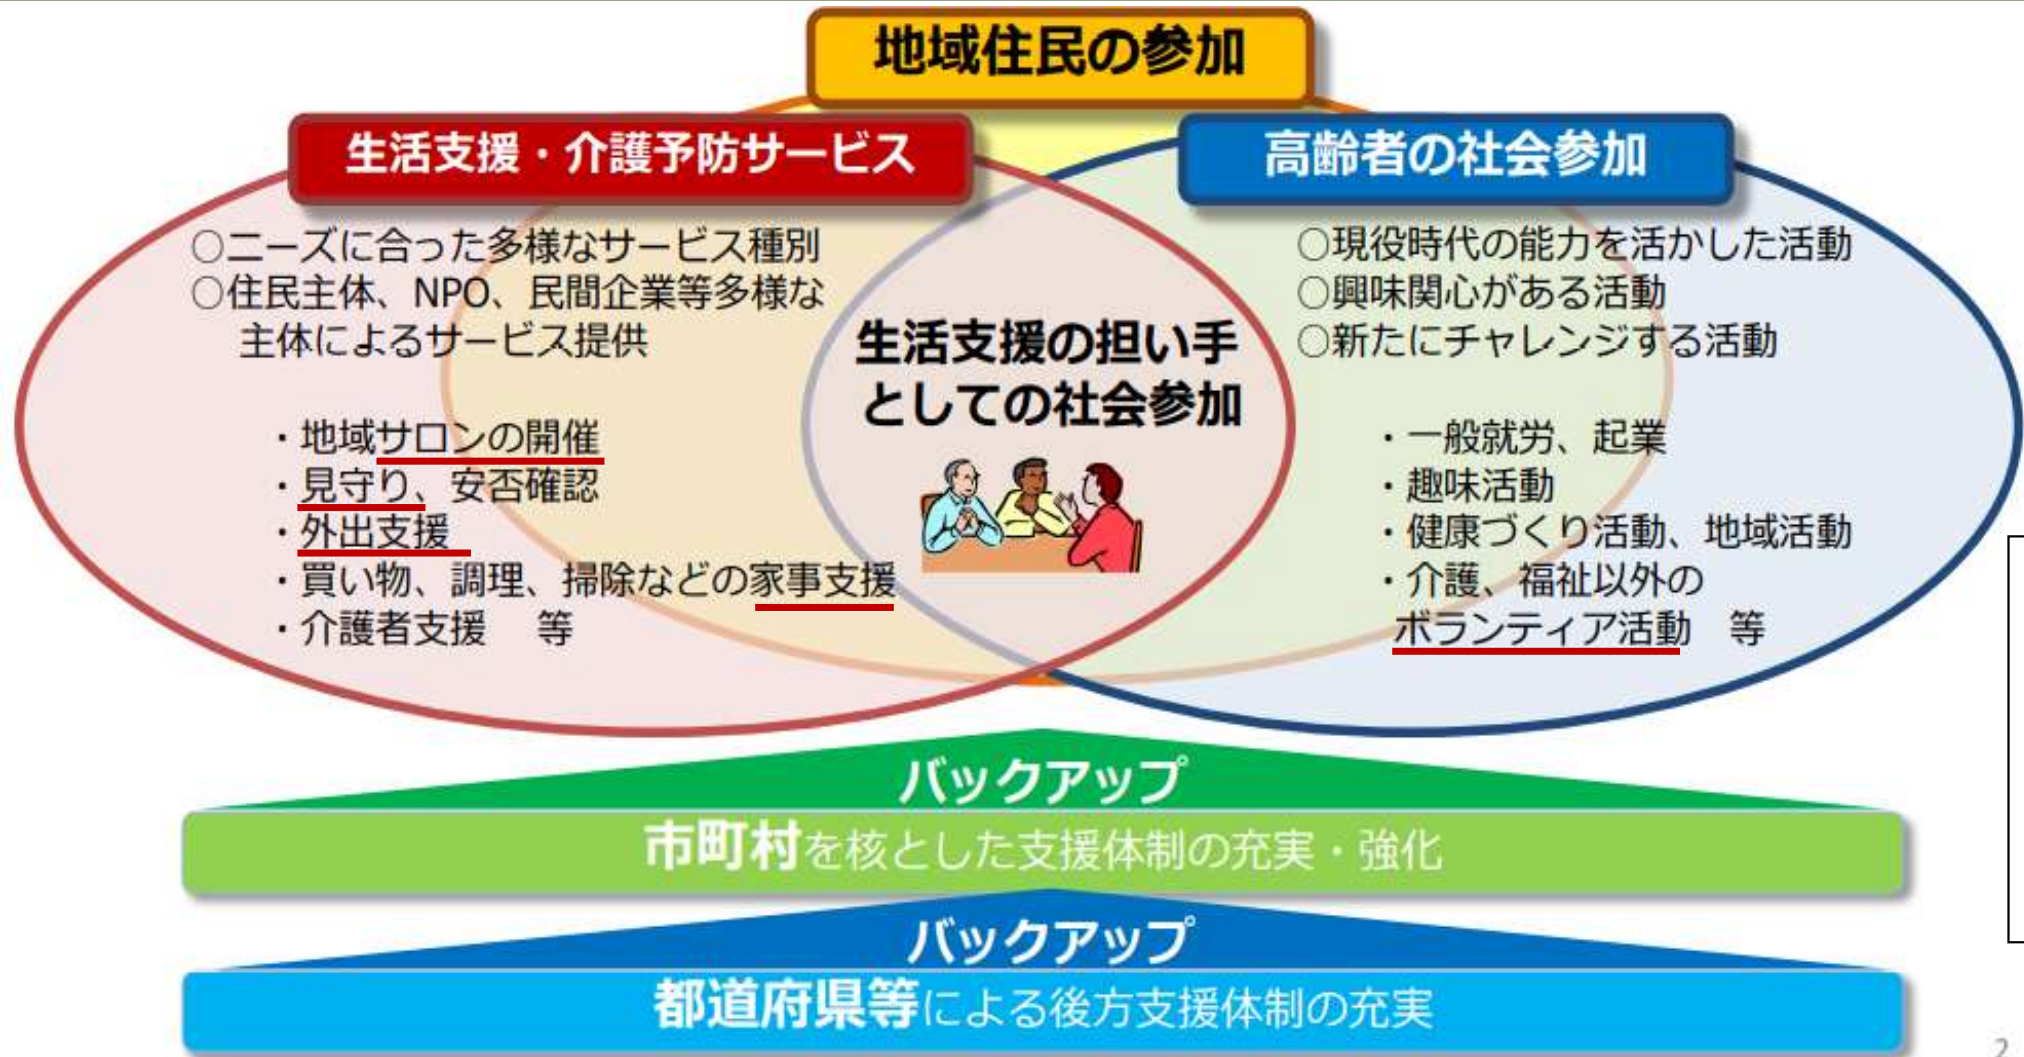 地域住民の参加
生活支援・介護予防サービス
○ニーズに合った多様なサービス種別
○住民主体、NPO、民間企業等多様な
主体によるサービス提供
・地域サロンの開催
・見守り、安否確認
・外出支援
・買い物、調理、掃除などの家事支援
・介護者支援　等
生活支援の担い手
としての社会参加
高齢者の社会参加
○現役時代の能力を活かした活動
○興味関心がある活動
○新たにチャレンジする活動
・一般就労、起業
・趣味活動
・健康づくり活動、地域活動
・介護、福祉以外の
ボランティア活動　等
バックアップ
市町村を核とした支援体制の充実・強化
バックアップ
都道府県等による後方支援体制の充実
2